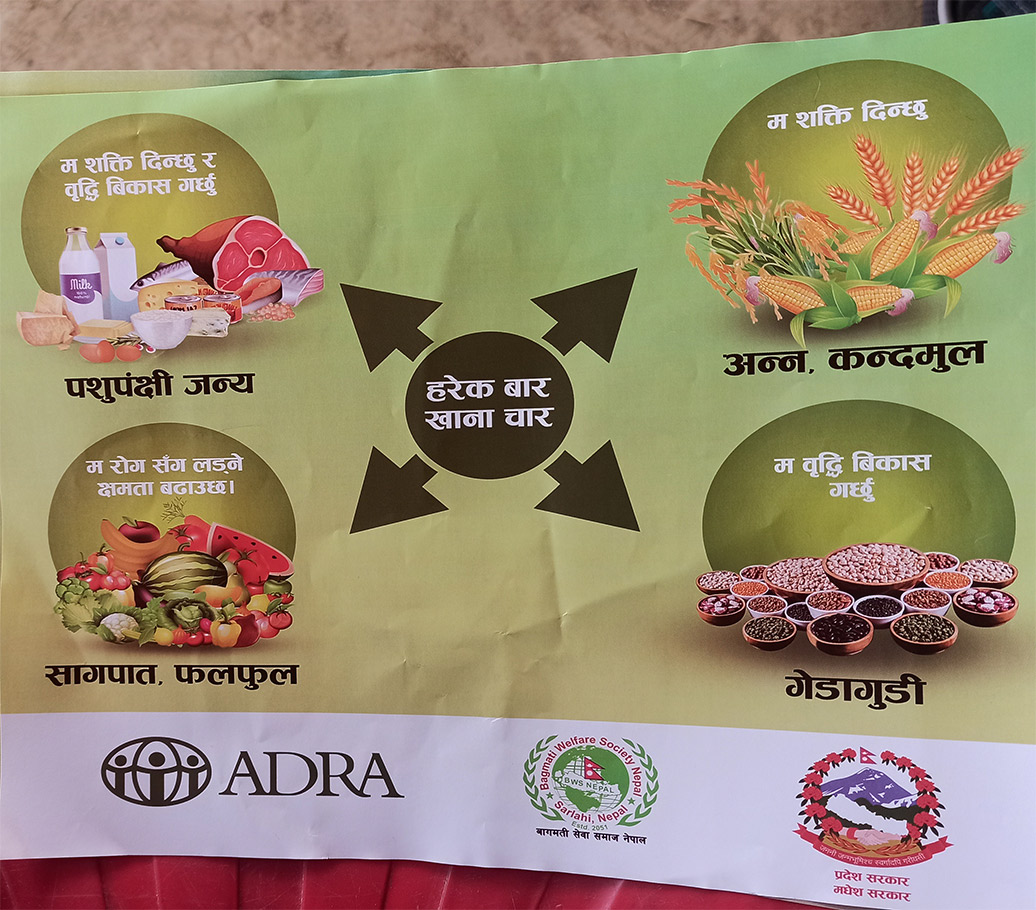 म शक्ति दिन्छु र
वृद्धि बिकास गर्छु
Milk
पशुपंक्षी जन्य
म शक्ति दिन्छु
अन्न, कन्दमुल
हरेक बार
खाना चार
म रोग सँग लड्ने
क्षमता बढाउछ।
सागपात, फलफुल
म वृद्धि बिकास
गर्छु
गेडागुडी
ADRA
Bagmati Welfare Society Nepal
BWS NEPAL
Sarlahi, Nepal
Estd. 2051
बागमती सेवा समाज नेपाल
जननी जन्मभूमिश्च स्वर्गादपि गरीयसी
प्रदेश सरकार
मधेश सरकार